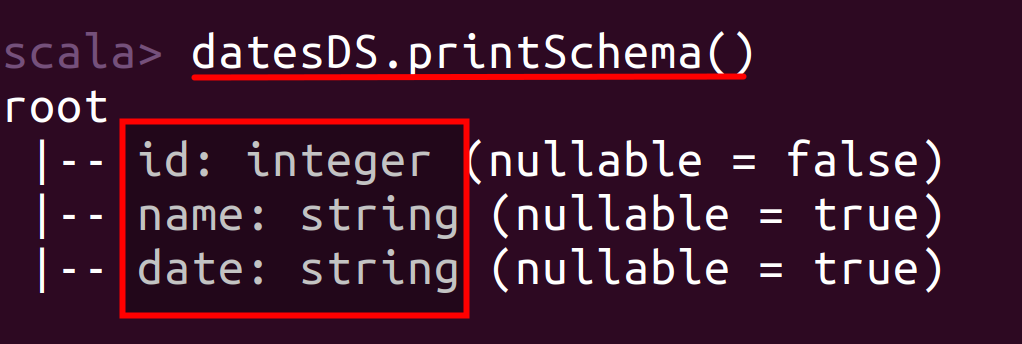 scala> datesDS.printSchema()
root
 |-- id: integer (nullable = false)
 |-- name: string (nullable = true)
 |-- date: string (nullable = true)